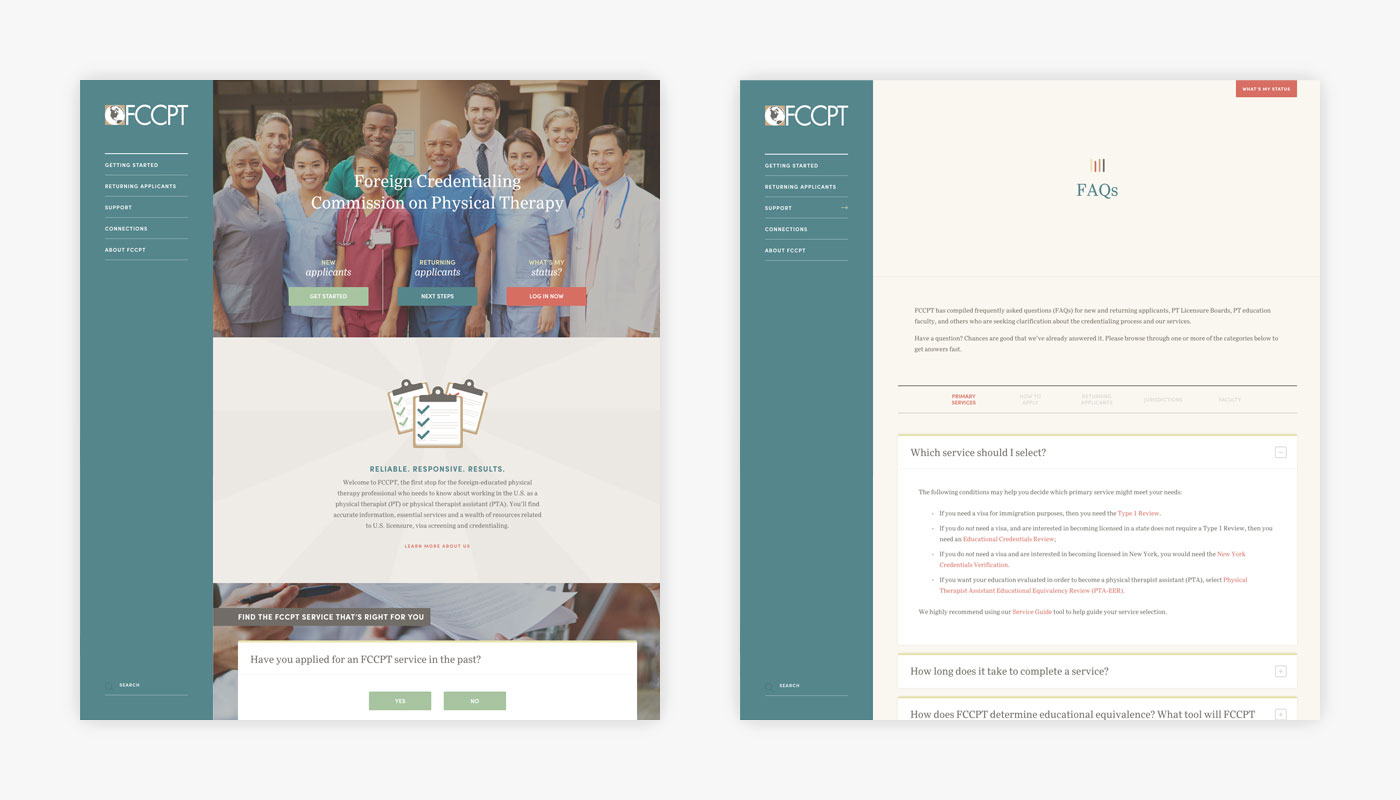 FCCPT
GETTING STARTED
RETURNING APPLICANTS
SUPPORT
CONNECTIONS
ABOUT FCCPT
SEARCH
Foreign Credentialing
Commission on Physical Therapy
NEW
applicants
GET STARTED
RETURNING
applicants
NEXT STEPS
WHAT'S MY
status?
LOG IN NOW
RELIABLE. RESPONSIVE. RESULTS.
Welcome to FCCPT, the first stop for the foreign-educated physical
therapy professional who needs to know about working in the U.S. as a
physical therapist (PT) or physical therapist assistant (PTA). You'll find
accurate information, essential services and a wealth of resources related
to U.S. licensure, visa screening and credentialing.
LEARN MORE ABOUT US
FIND THE FCCPT SERVICE THAT'S RIGHT FOR YOU
Have you applied for an FCCPT service in the past?
YES
NO
FCCPT
GETTING STARTED
RETURNING APPLICANTS
SUPPORT →
CONNECTIONS
ABOUT FCCPT
SEARCH
WHAT'S MY STATUS
FAQs
FCCPT has compiled frequently asked questions (FAQs) for new and returning applicants, PT Licensure Boards, PT education
faculty, and others who are seeking clarification about the credentialing process and our services.
Have a question? Chances are good that we've already answered it. Please browse through one or more of the categories below to
get answers fast.
PRIMARY
SERVICES
HOW TO
APPLY
RETURNING
APPLICANTS
JURISDICTIONS
FACULTY
Which service should I select?
The following conditions may help you decide which primary service might meet your needs:
• If you need a visa for immigration purposes, then you need the Type 1 Review.
• If you do not need a visa, and are interested in becoming licensed in a state does not require a Type 1 Review, then you
need an Educational Credentials Review;
• If you do not need a visa and are interested in becoming licensed in New York, you would need the New York
Credentials Verification.
• If you want your education evaluated in order to become a physical therapist assistant (PTA), select Physical
Therapist Assistant Educational Equivalency Review (PTA-EER).
We highly recommend using our Service Guide tool to help guide your service selection.
How long does it take to complete a service?
How does FCCPT determine educational equivalence? What tool will FCCPT